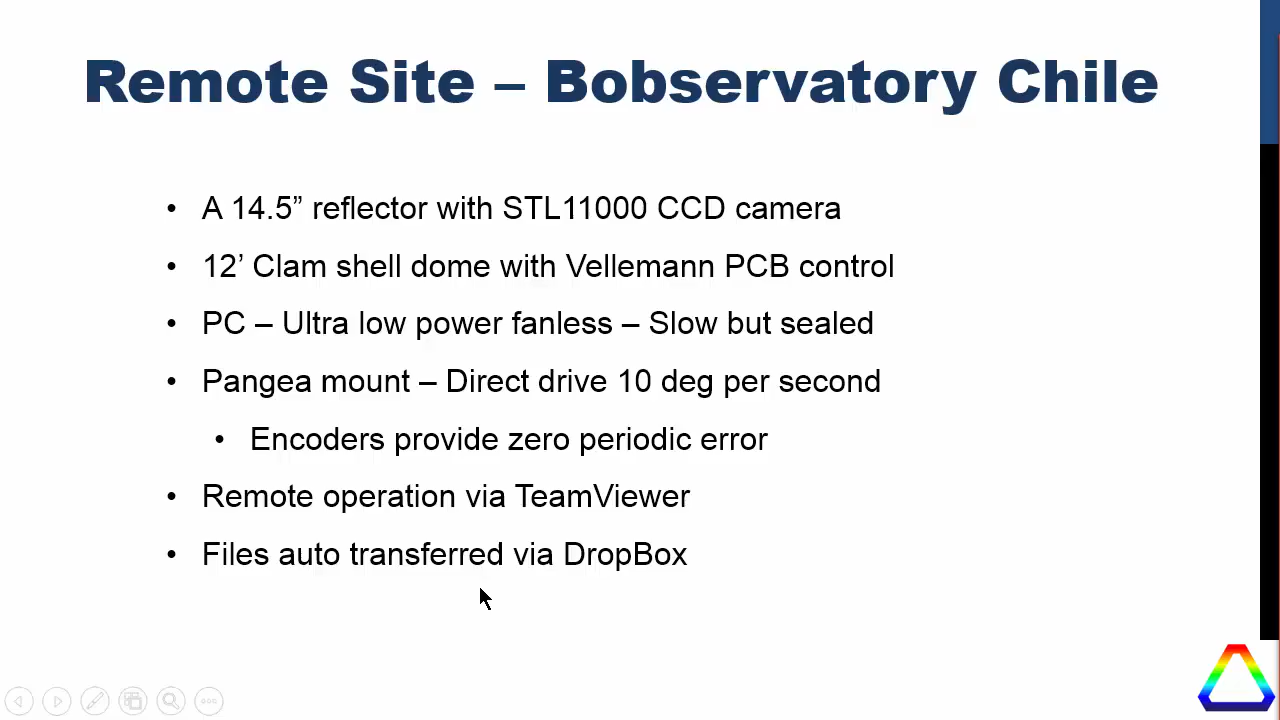 Remote Site – Bobservatory Chile
• A 14.5” reflector with STL11000 CCD camera
• 12’ Clam shell dome with Vellemann PCB control
• PC – Ultra low power fanless – Slow but sealed
• Pangea mount – Direct drive 10 deg per second
• Encoders provide zero periodic error
• Remote operation via TeamViewer
• Files auto transferred via DropBox